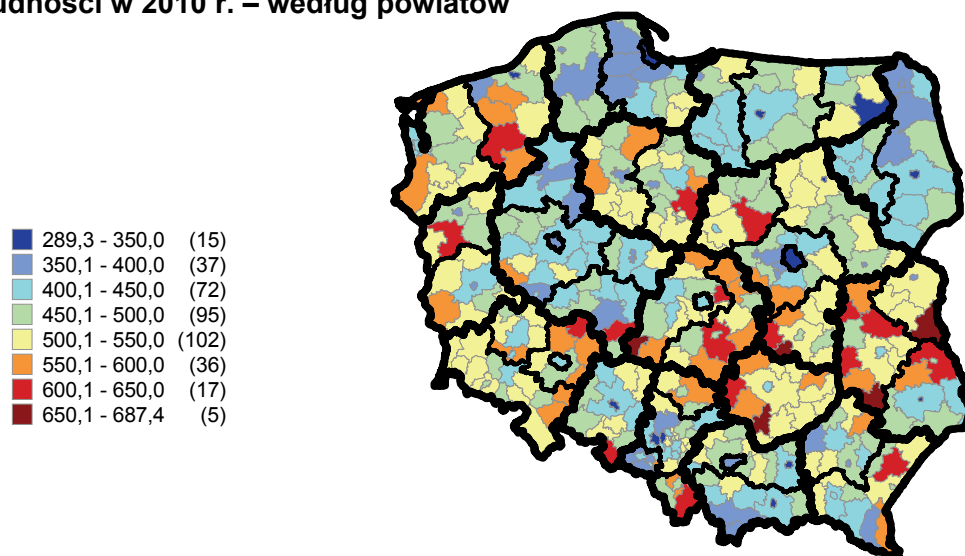 udności w 2010 r. – według powiatów
289,3 - 350,0 (15)
350,1 - 400,0 (37)
400,1 - 450,0 (72)
450,1 - 500,0 (95)
500,1 - 550,0 (102)
550,1 - 600,0 (36)
600,1 - 650,0 (17)
650,1 - 687,4 (5)